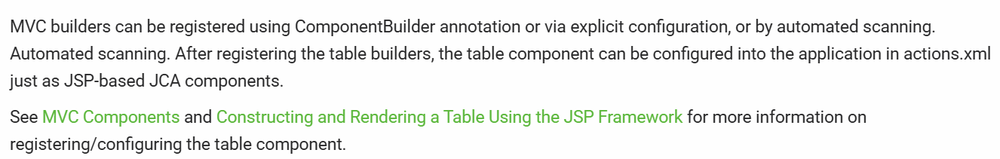 MVC builders can be registered using ComponentBuilder annotation or via explicit configuration, or by automated scanning.
Automated scanning. After registering the table builders, the table component can be configured into the application in actions.xml
just as JSP-based JCA components.
See MVC Components and Constructing and Rendering a Table Using the JSP Framework for more information on
registering/configuring the table component.